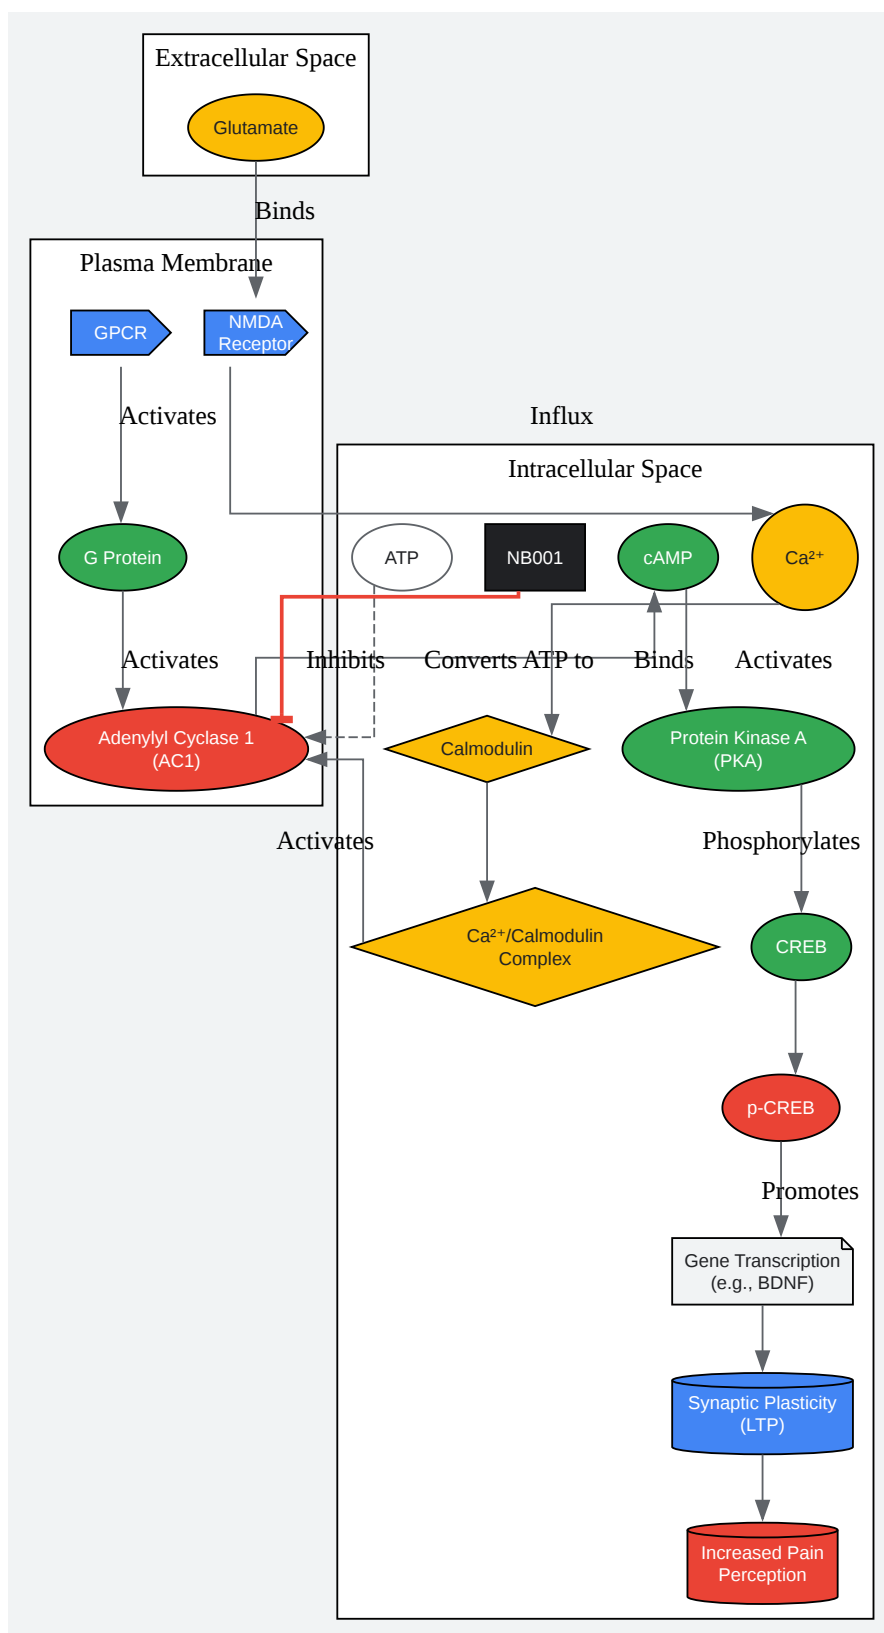 Extracellular Space
Glutamate
Binds
Plasma Membrane
GPCR
NMDA
Receptor
Activates
Influx
Intracellular Space
G Protein
ATP
NB001
cAMP
Ca²⁺
Activates
Inhibits
Converts ATP to
Binds
Activates
Adenylyl Cyclase 1
(AC1)
Calmodulin
Protein Kinase A
(PKA)
Activates
Phosphorylates
Ca²⁺/Calmodulin
Complex
CREB
p-CREB
Promotes
Gene Transcription
(e.g., BDNF)
Synaptic Plasticity
(LTP)
Increased Pain
Perception